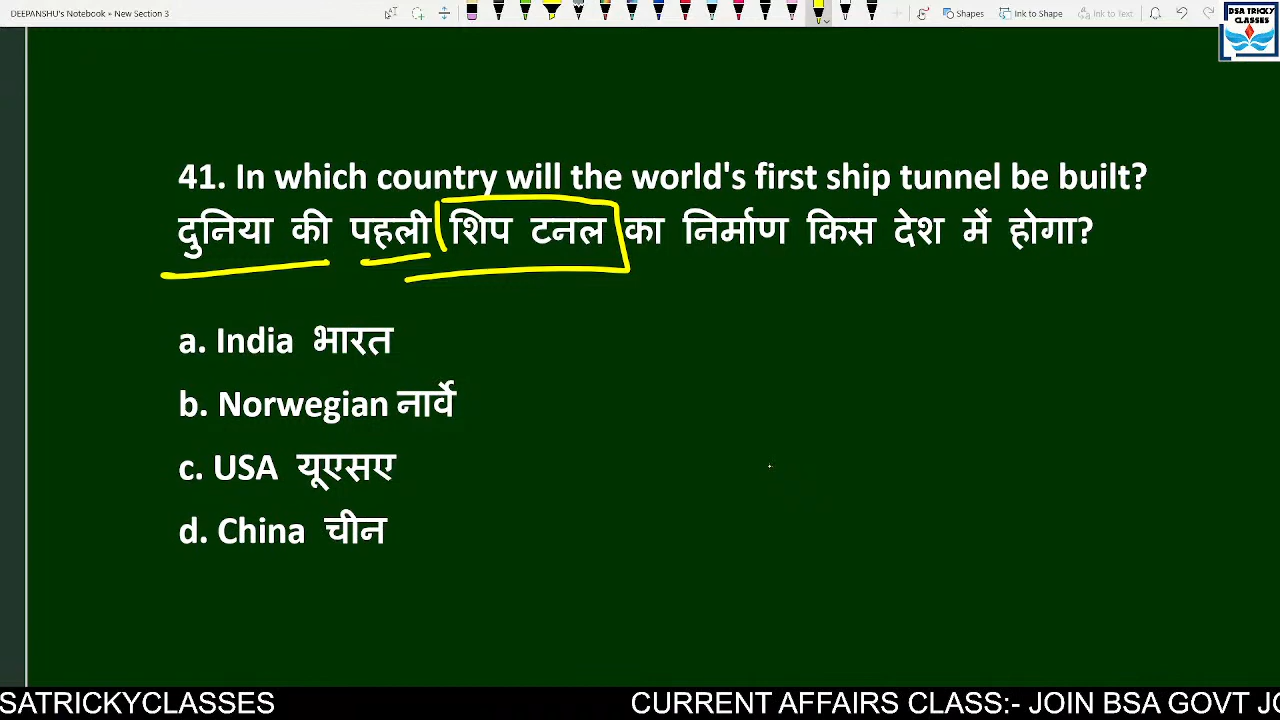 DEEPANSHU's Notebook » New Section 3
Shapes
Ink to Shape
Ink to Text
BSA TRICKY
CLASSES
41. In which country will the world's first ship tunnel be built?
दुनिया की पहली शिप टनल का निर्माण किस देश में होगा?
a. India भारत
b. Norwegian नार्वे
c. USA यूएसए
d. China चीन
SATRICKYCLASSES
CURRENT AFFAIRS CLASS:- JOIN BSA GOVT JO